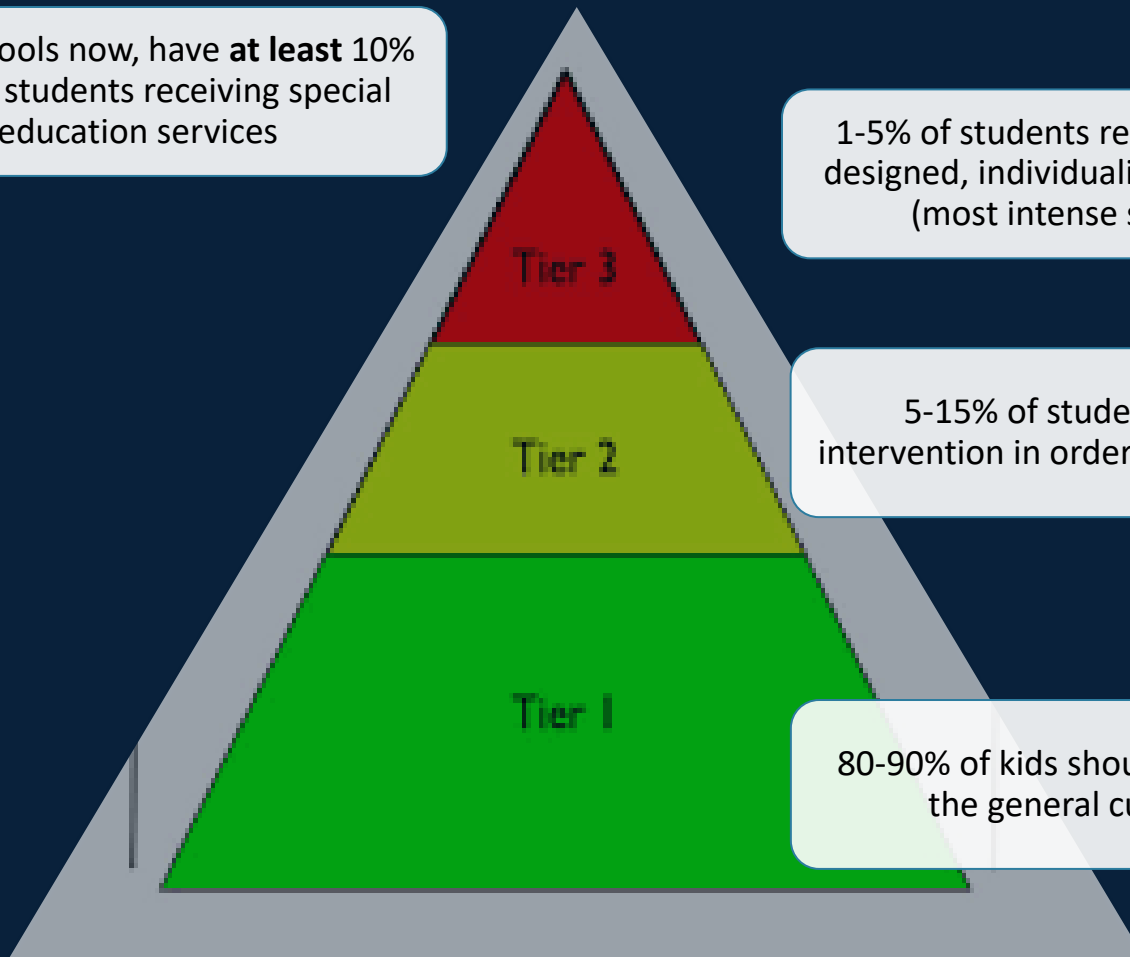 ools now, have at least 10%
students receiving special
education services
1-5% of students re
designed, individuali
(most intense s
Tier 3
5-15% of stude
intervention in order
Tier 2
Tier 1
80-90% of kids shou
the general cu